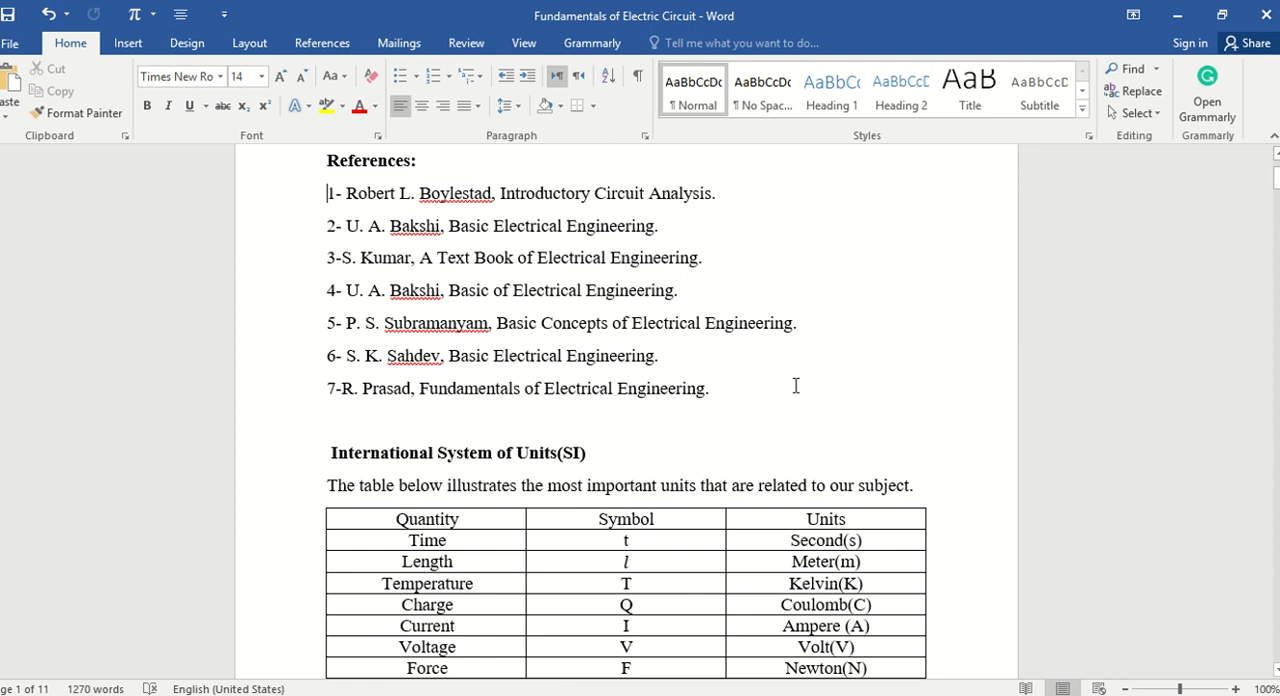 Fundamentals of Electric Circuit - Word
File Home Insert Design Layout References Mailings Review View Grammarly Tell me what you want to do... Sign in Share
Cut
Copy
Format Painter
Clipboard
Times New Ro 14
Font
Paragraph
AaBbCcDc AaBbCcDc AaBbCc AaBbCcD AaB AaBbCcD
¶ Normal ¶ No Spac... Heading 1 Heading 2 Title Subtitle
Styles
Find
Replace
Select
Editing
Open
Grammarly
Grammarly
References:
1- Robert L. Boylestad, Introductory Circuit Analysis.
2- U. A. Bakshi, Basic Electrical Engineering.
3-S. Kumar, A Text Book of Electrical Engineering.
4- U. A. Bakshi, Basic of Electrical Engineering.
5- P. S. Subramanyam, Basic Concepts of Electrical Engineering.
6- S. K. Sahdev, Basic Electrical Engineering.
7-R. Prasad, Fundamentals of Electrical Engineering.
International System of Units(SI)
The table below illustrates the most important units that are related to our subject.
Quantity Symbol Units
Time t Second(s)
Length l Meter(m)
Temperature T Kelvin(K)
Charge Q Coulomb(C)
Current I Ampere (A)
Voltage V Volt(V)
Force F Newton(N)
ge 1 of 11 1270 words English (United States) 100%